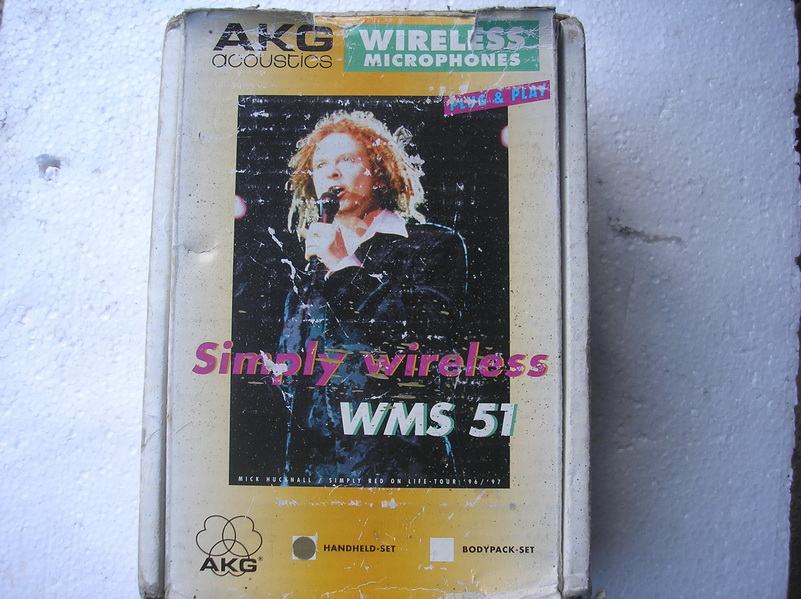 AKG
acoustics
WIRELESS
MICROPHONES
PLUG & PLAY
Simply wireless
WMS 51
MICK HUCKNALL / SIMPLY RED ON LIFE-TOUR '96/'97
AKG®
HANDHELD-SET
BODYPACK-SET